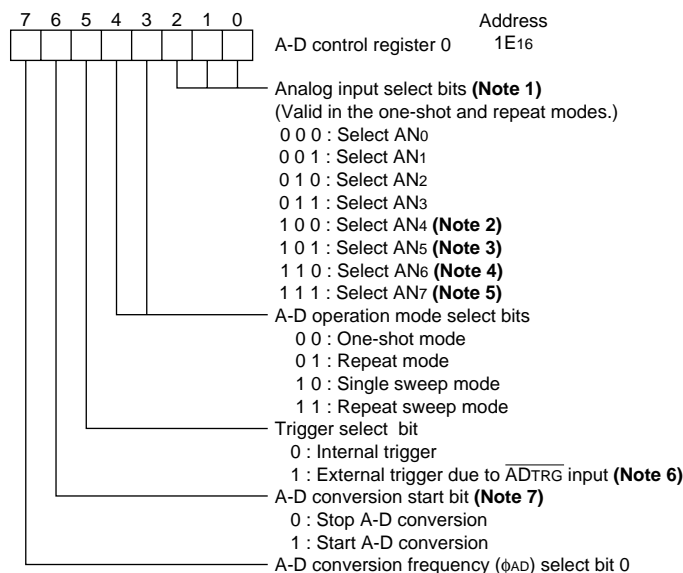 7 6 5 4 3 2 1 0 Address
A-D control register 0 1E16
Analog input select bits (Note 1)
(Valid in the one-shot and repeat modes.)
0 0 0 : Select AN0
0 0 1 : Select AN1
0 1 0 : Select AN2
0 1 1 : Select AN3
1 0 0 : Select AN4 (Note 2)
1 0 1 : Select AN5 (Note 3)
1 1 0 : Select AN6 (Note 4)
1 1 1 : Select AN7 (Note 5)
A-D operation mode select bits
0 0 : One-shot mode
0 1 : Repeat mode
1 0 : Single sweep mode
1 1 : Repeat sweep mode
Trigger select bit
0 : Internal trigger
1 : External trigger due to ADTRG input (Note 6)
A-D conversion start bit (Note 7)
0 : Stop A-D conversion
1 : Start A-D conversion
A-D conversion frequency (ϕAD) select bit 0